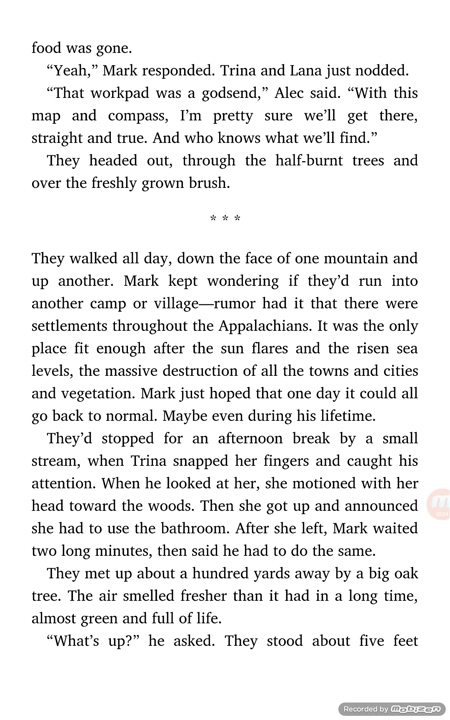 food was gone.
“Yeah,” Mark responded. Trina and Lana just nodded.
“That workpad was a godsend,” Alec said. “With this
map and compass, I’m pretty sure we’ll get there,
straight and true. And who knows what we’ll find.”
They headed out, through the half-burnt trees and
over the freshly grown brush.
* * *
They walked all day, down the face of one mountain and
up another. Mark kept wondering if they’d run into
another camp or village—rumor had it that there were
settlements throughout the Appalachians. It was the only
place fit enough after the sun flares and the risen sea
levels, the massive destruction of all the towns and cities
and vegetation. Mark just hoped that one day it could all
go back to normal. Maybe even during his lifetime.
They’d stopped for an afternoon break by a small
stream, when Trina snapped her fingers and caught his
attention. When he looked at her, she motioned with her
head toward the woods. Then she got up and announced
she had to use the bathroom. After she left, Mark waited
two long minutes, then said he had to do the same.
They met up about a hundred yards away by a big oak
tree. The air smelled fresher than it had in a long time,
almost green and full of life.
“What’s up?” he asked. They stood about five feet
Recorded by mobizen